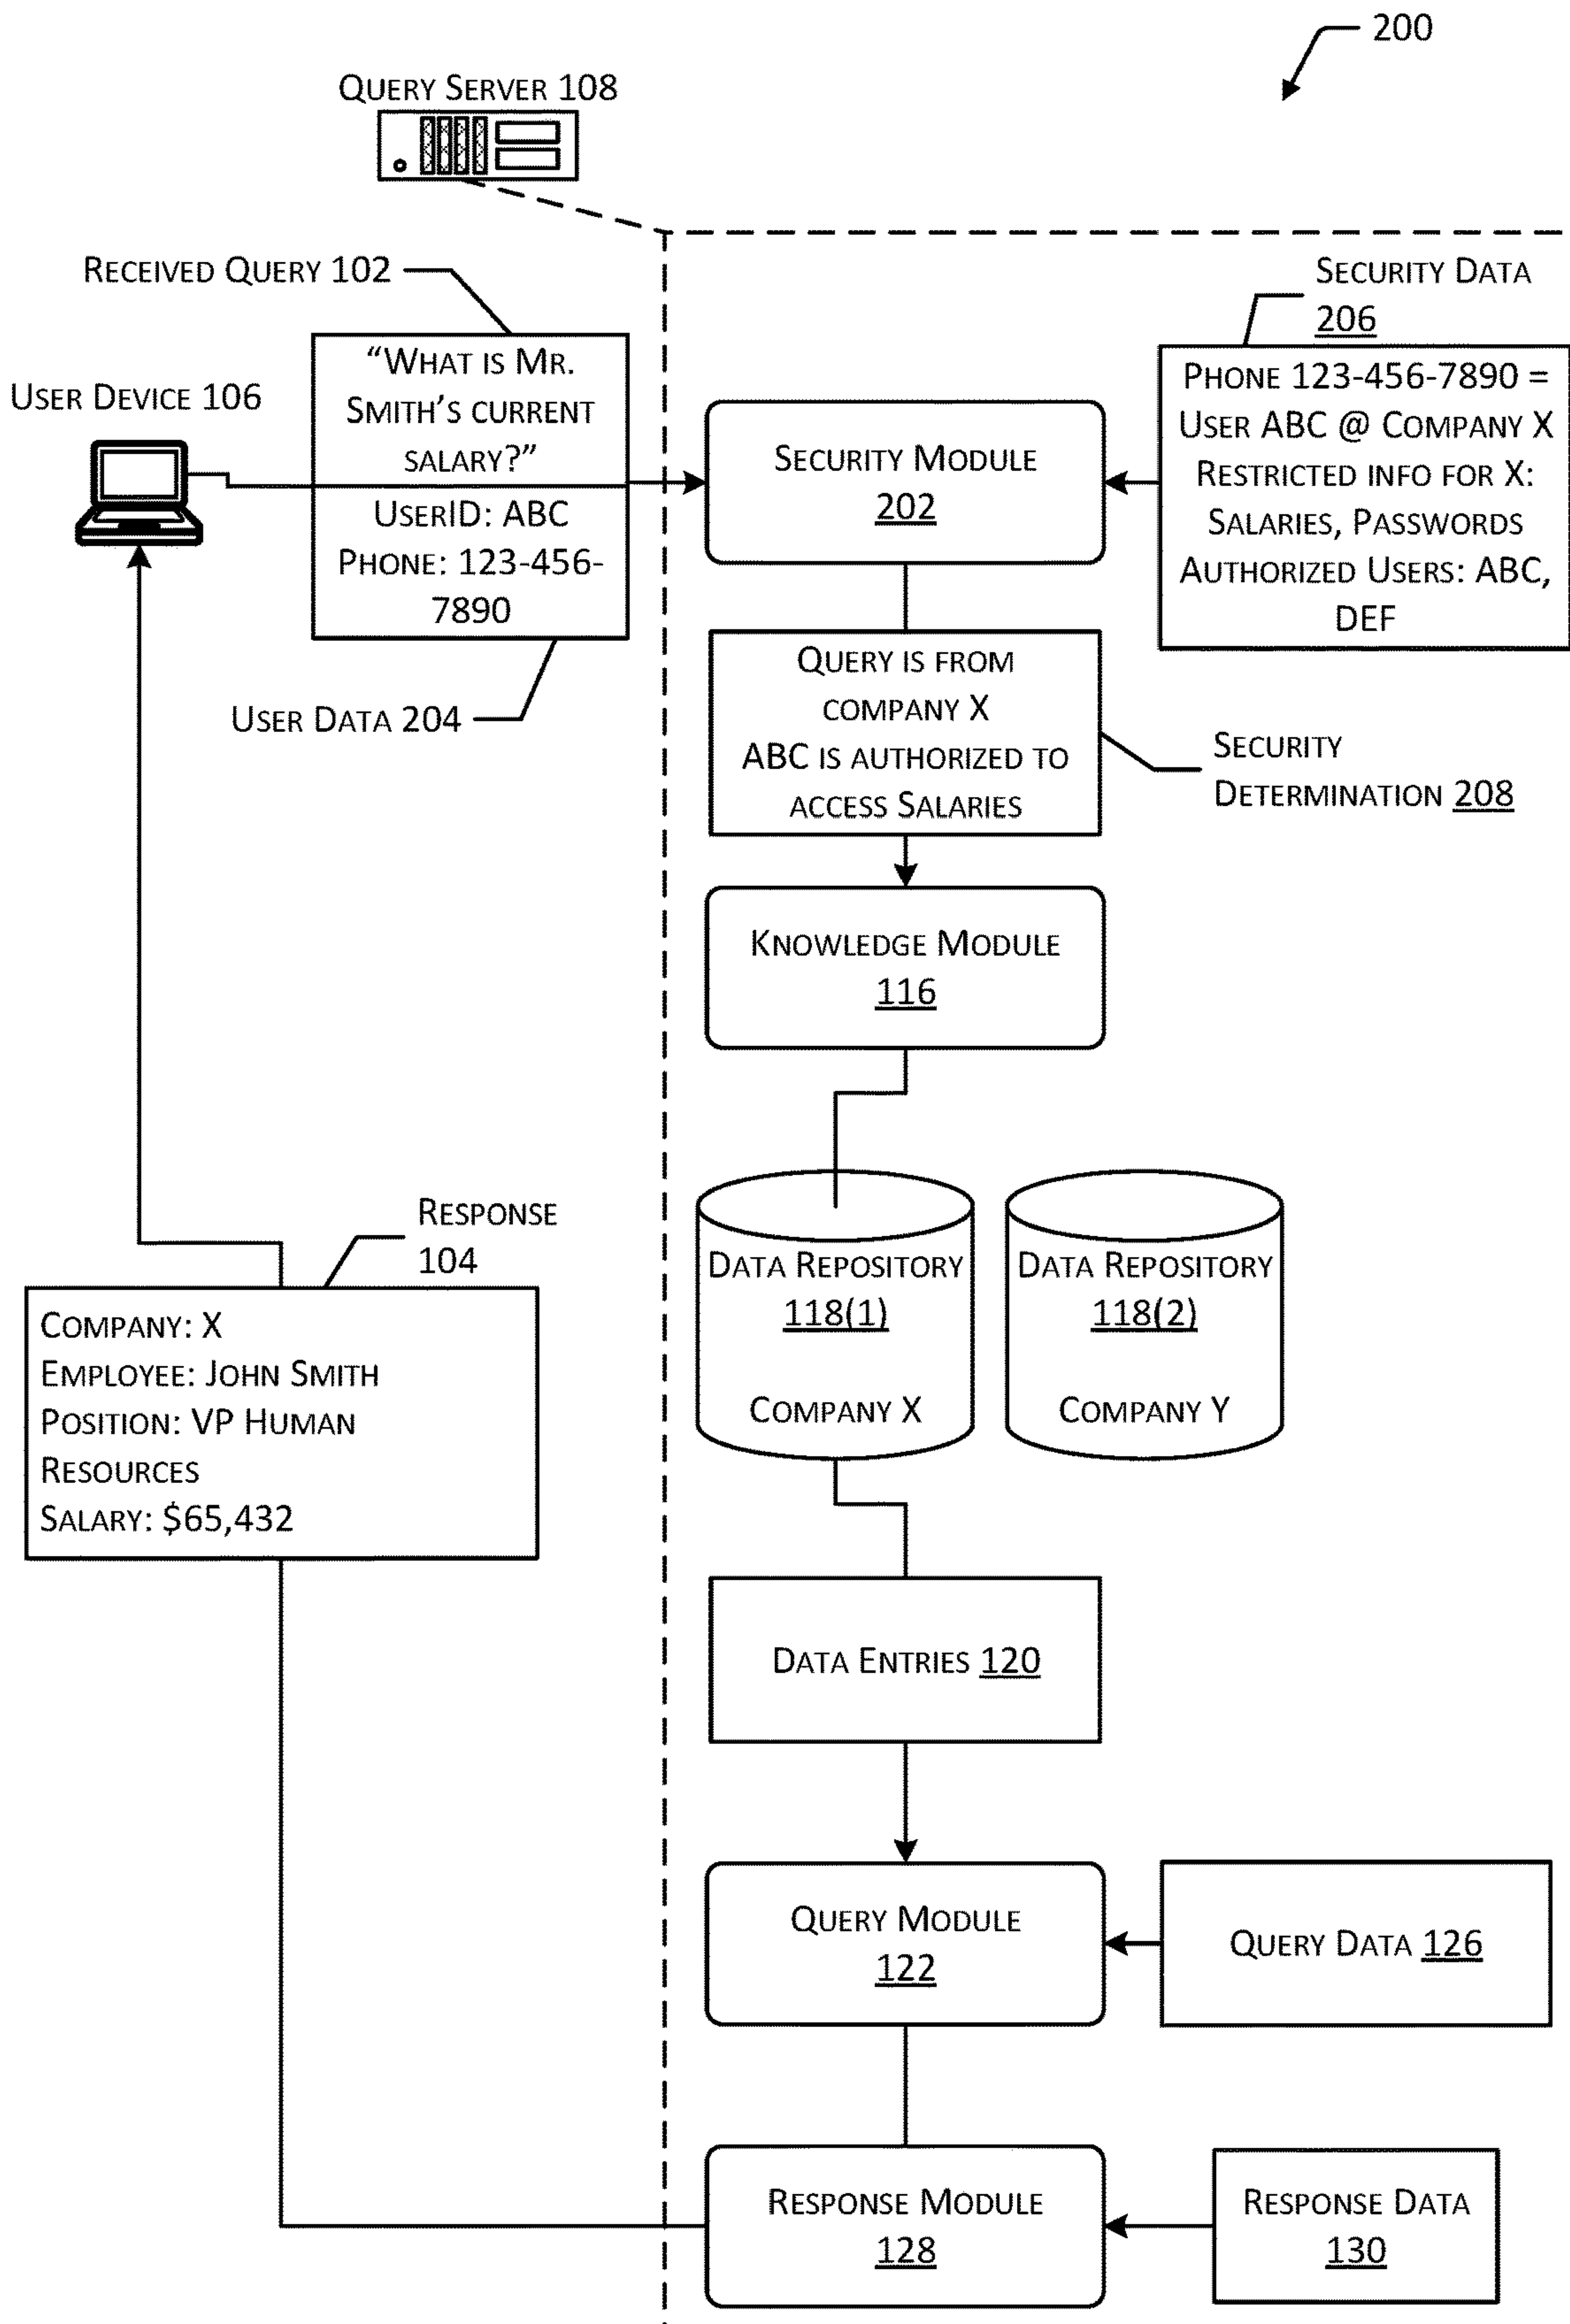 200
QUERY SERVER 108
RECEIVED QUERY 102
SECURITY DATA
206
"WHAT IS MR.
SMITH'S CURRENT
SALARY?"
USER DEVICE 106
USERID: ABC
PHONE: 123-456-
7890
USER DATA 204
SECURITY MODULE
202
PHONE 123-456-7890 =
USER ABC @ COMPANY X
RESTRICTED INFO FOR X:
SALARIES, PASSWORDS
AUTHORIZED USERS: ABC,
DEF
QUERY IS FROM
COMPANY X
ABC IS AUTHORIZED TO
ACCESS SALARIES
SECURITY
DETERMINATION 208
KNOWLEDGE MODULE
116
DATA REPOSITORY
118(1)
COMPANY X
DATA REPOSITORY
118(2)
COMPANY Y
RESPONSE
104
COMPANY: X
EMPLOYEE: JOHN SMITH
POSITION: VP HUMAN
RESOURCES
SALARY: $65,432
DATA ENTRIES 120
QUERY MODULE
122
QUERY DATA 126
RESPONSE MODULE
128
RESPONSE DATA
130